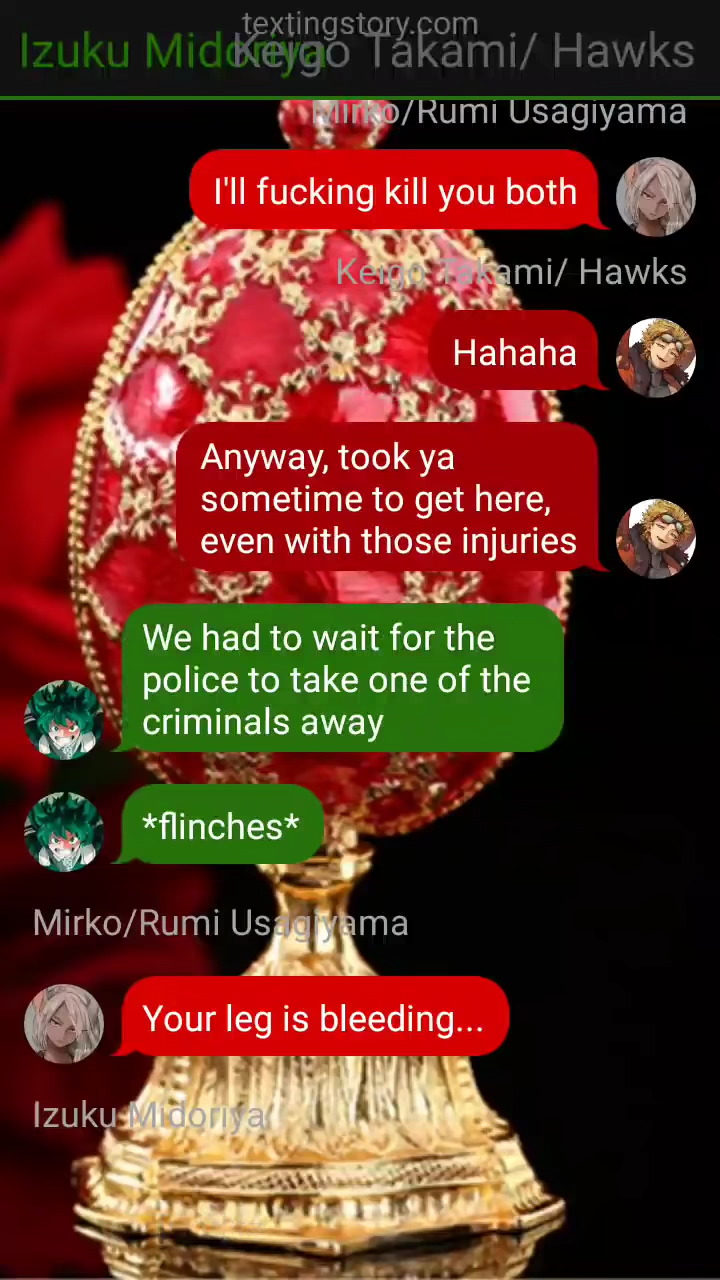 textingstory.com
Izuku Midoriya
Keigo Takami/ Hawks
Mirko/Rumi Usagiyama
I'll fucking kill you both
Keigo Takami/ Hawks
Hahaha
Anyway, took ya
sometime to get here,
even with those injuries
We had to wait for the
police to take one of the
criminals away
*flinches*
Mirko/Rumi Usagiyama
Your leg is bleeding...
Izuku Midoriya